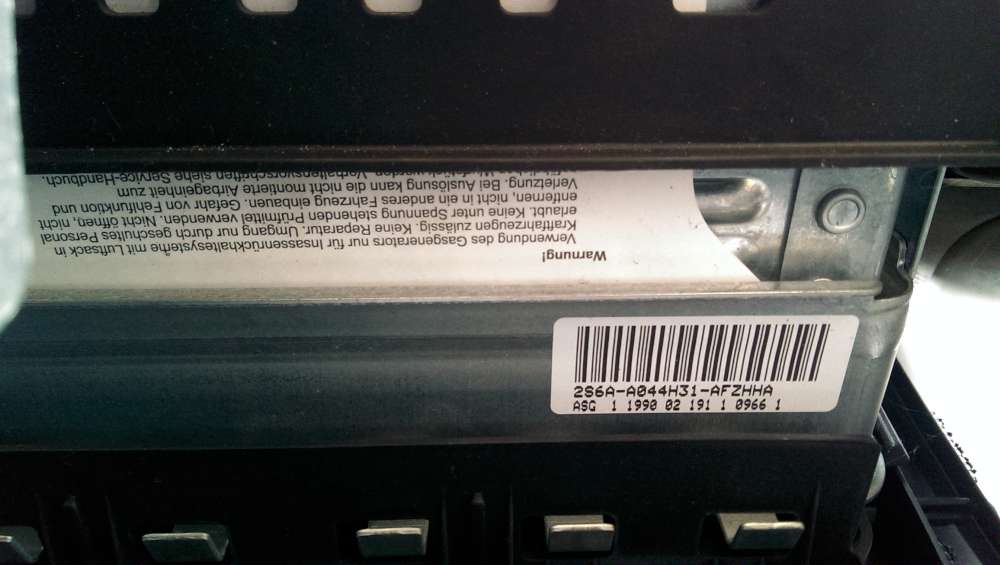 Warnung!
Verwendung des Gasgenerators nur für Insassenrückhaltesysteme mit Luftsack in
Kraftfahrzeugen zulässig. Keine Reparatur. Umgang nur durch geschultes Personal
erlaubt. Keine unter Spannung stehenden Prüfmittel verwenden. Nicht öffnen, nicht
entfernen, nicht in ein anderes Fahrzeug einbauen. Gefahr von Fehlfunktion und
Verletzung. Bei Auslösung kann die nicht montierte Airbageinheit zum
werden. Verhaltensvorschriften siehe Service-Handbuch.
2S6A-A044H31-AFZHHA
ASG 1 1990 02 191 1 0966 1